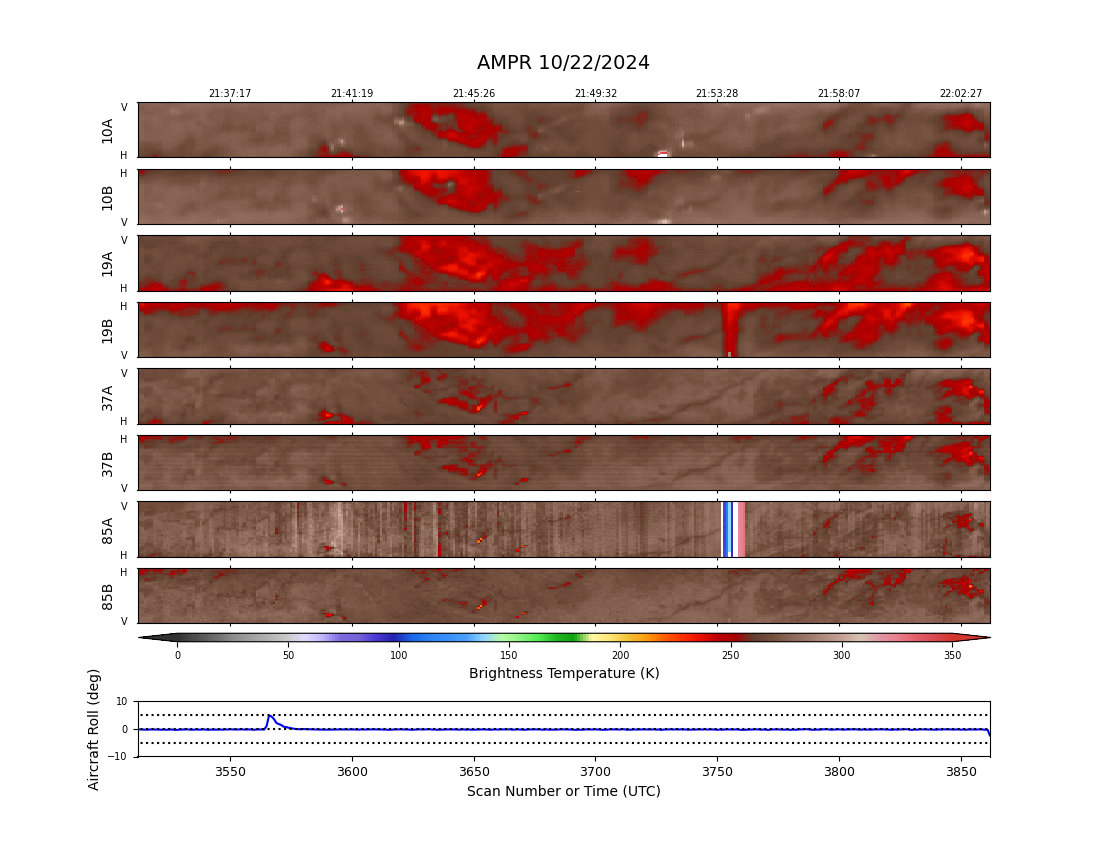 AMPR 10/22/2024
21:37:17 21:41:19 21:45:26 21:49:32 21:53:28 21:58:07 22:02:27
V
10A
H
H
10B
V
V
19A
H
H
19B
V
V
37A
H
H
37B
V
V
85A
H
H
85B
V
0 50 100 150 200 250 300 350
Brightness Temperature (K)
Aircraft Roll (deg)
10
0
−10
3550 3600 3650 3700 3750 3800 3850
Scan Number or Time (UTC)